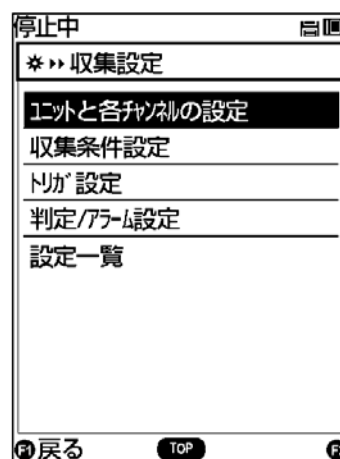 停止中
收集設定
ﾕﾆｯﾄと各ﾁｬﾝﾈﾙの設定
収集条件設定
ﾄﾘｶﾞ設定
判定/ｱﾗｰﾑ設定
設定一覧
F1 戻る TOP